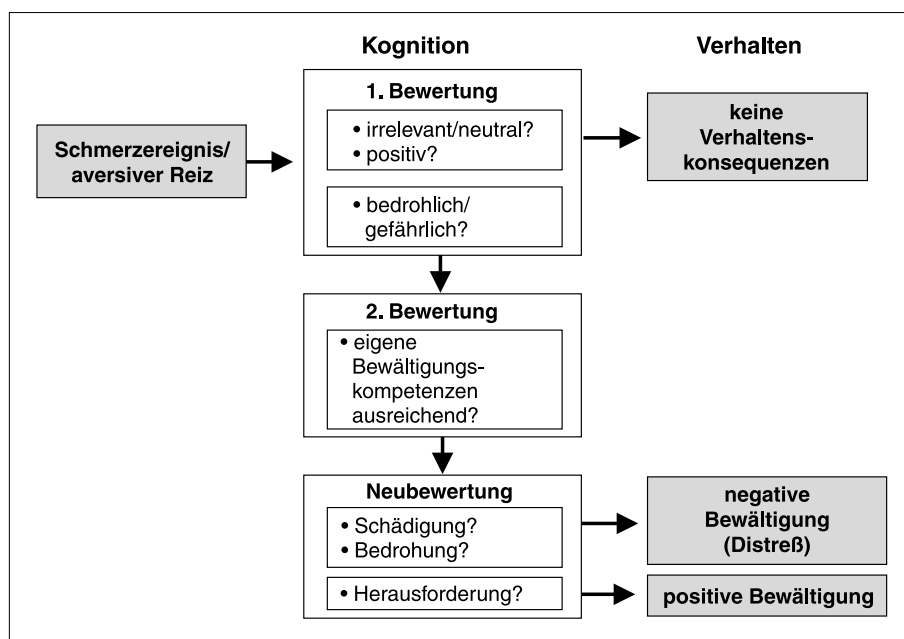 Kognition
Verhalten
1. Bewertung
• irrelevant/neutral?
• positiv?
• bedrohlich/
gefährlich?
Schmerzereignis/
aversiver Reiz
keine
Verhaltens-
konsequenzen
2. Bewertung
• eigene
Bewältigungs-
kompetenzen
ausreichend?
Neubewertung
• Schädigung?
• Bedrohung?
• Herausforderung?
negative
Bewältigung
(Distreß)
positive Bewältigung